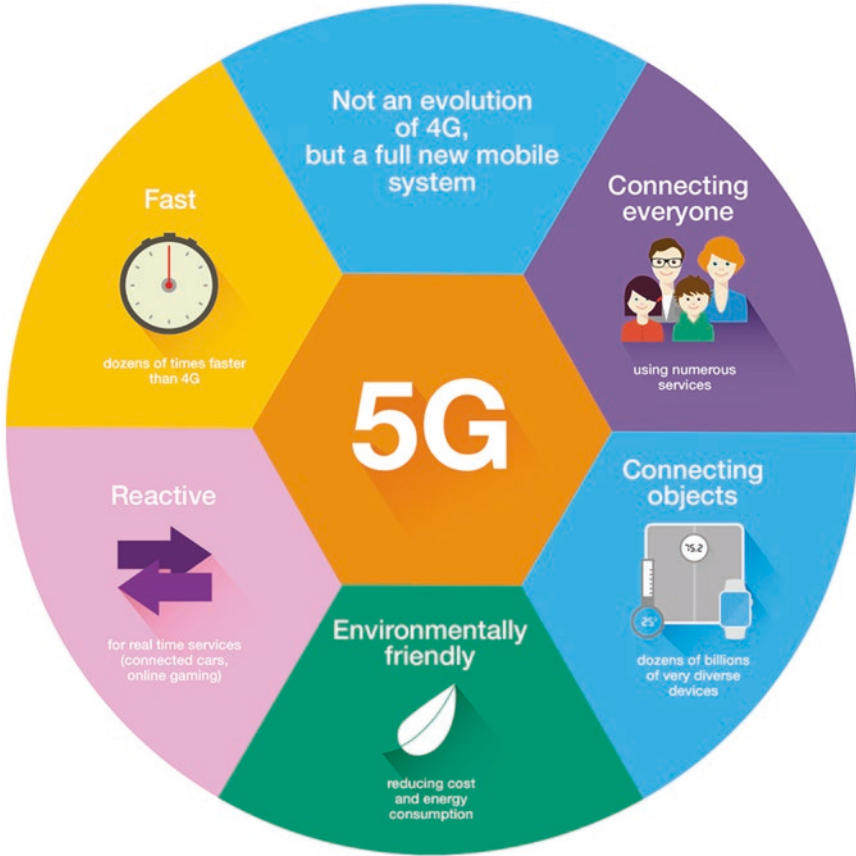 Not an evolution
of 4G,
but a full new mobile
system
Connecting
everyone
using numerous
services
Connecting
objects
75.2
25°
dozens of billions
of very diverse
devices
Environmentally
friendly
reducing cost
and energy
consumption
Reactive
for real time services
(connected cars,
online gaming)
Fast
dozens of times faster
than 4G
5G